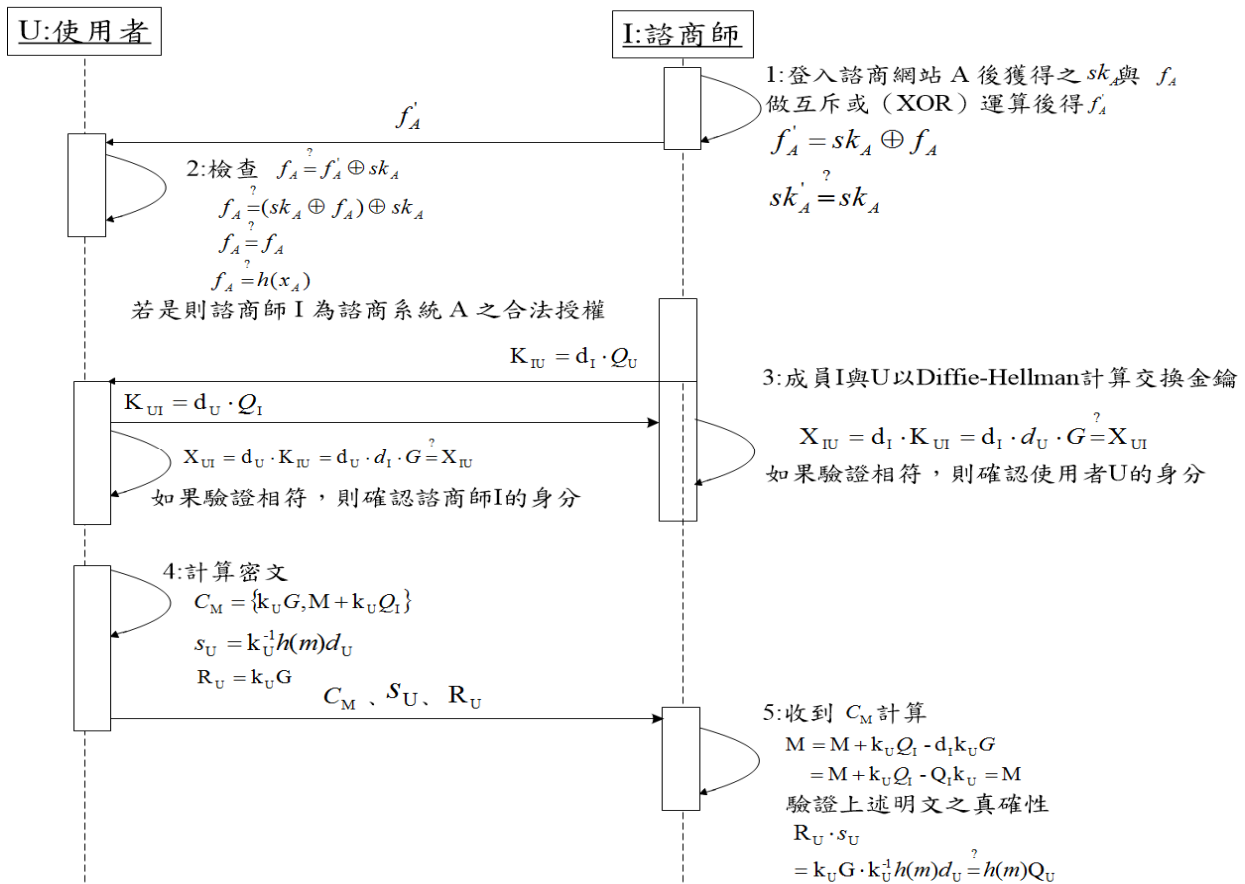 U:使用者
I:諮商師
1:登入諮商網站 A 後獲得之 sk_A與 f_A
做互斥或（XOR）運算後得 f_A'
f_A' = sk_A ⊕ f_A
sk_A' ?= sk_A
f_A'
2:檢查 f_A ?= f_A' ⊕ sk_A
f_A ?= (sk_A ⊕ f_A) ⊕ sk_A
f_A ?= f_A
f_A ?= h(x_A)
若是則諮商師 I 為諮商系統 A 之合法授權
K_IU = d_I · Q_U
3:成員I與U以Diffie-Hellman計算交換金鑰
K_UI = d_U · Q_I
X_IU = d_I · K_UI = d_I · d_U · G ?= X_UI
如果驗證相符，則確認使用者U的身分
X_UI = d_U · K_IU = d_U · d_I · G ?= X_IU
如果驗證相符，則確認諮商師I的身分
4:計算密文
C_M = {k_U G, M + k_U Q_I}
s_U = k_U^-1 h(m) d_U
R_U = k_U G
C_M 、s_U、R_U
5:收到 C_M 計算
M = M + k_U Q_I - d_I k_U G
= M + k_U Q_I - Q_I k_U = M
驗證上述明文之真確性
R_U · s_U
= k_U G · k_U^-1 h(m) d_U ?= h(m) Q_U